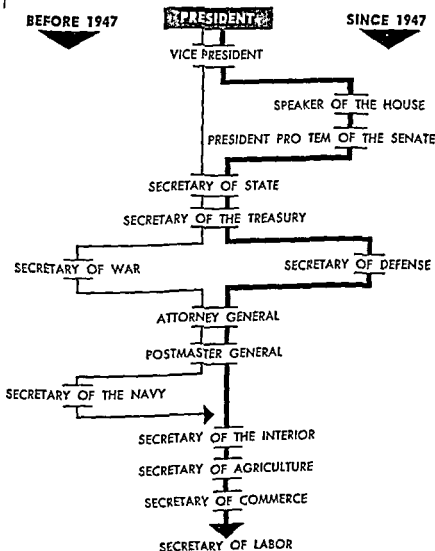 BEFORE 1947
PRESIDENT
SINCE 1947
VICE PRESIDENT
SPEAKER OF THE HOUSE
PRESIDENT PRO TEM OF THE SENATE
SECRETARY OF STATE
SECRETARY OF THE TREASURY
SECRETARY OF WAR
SECRETARY OF DEFENSE
ATTORNEY GENERAL
POSTMASTER GENERAL
SECRETARY OF THE NAVY
SECRETARY OF THE INTERIOR
SECRETARY OF AGRICULTURE
SECRETARY OF COMMERCE
SECRETARY OF LABOR